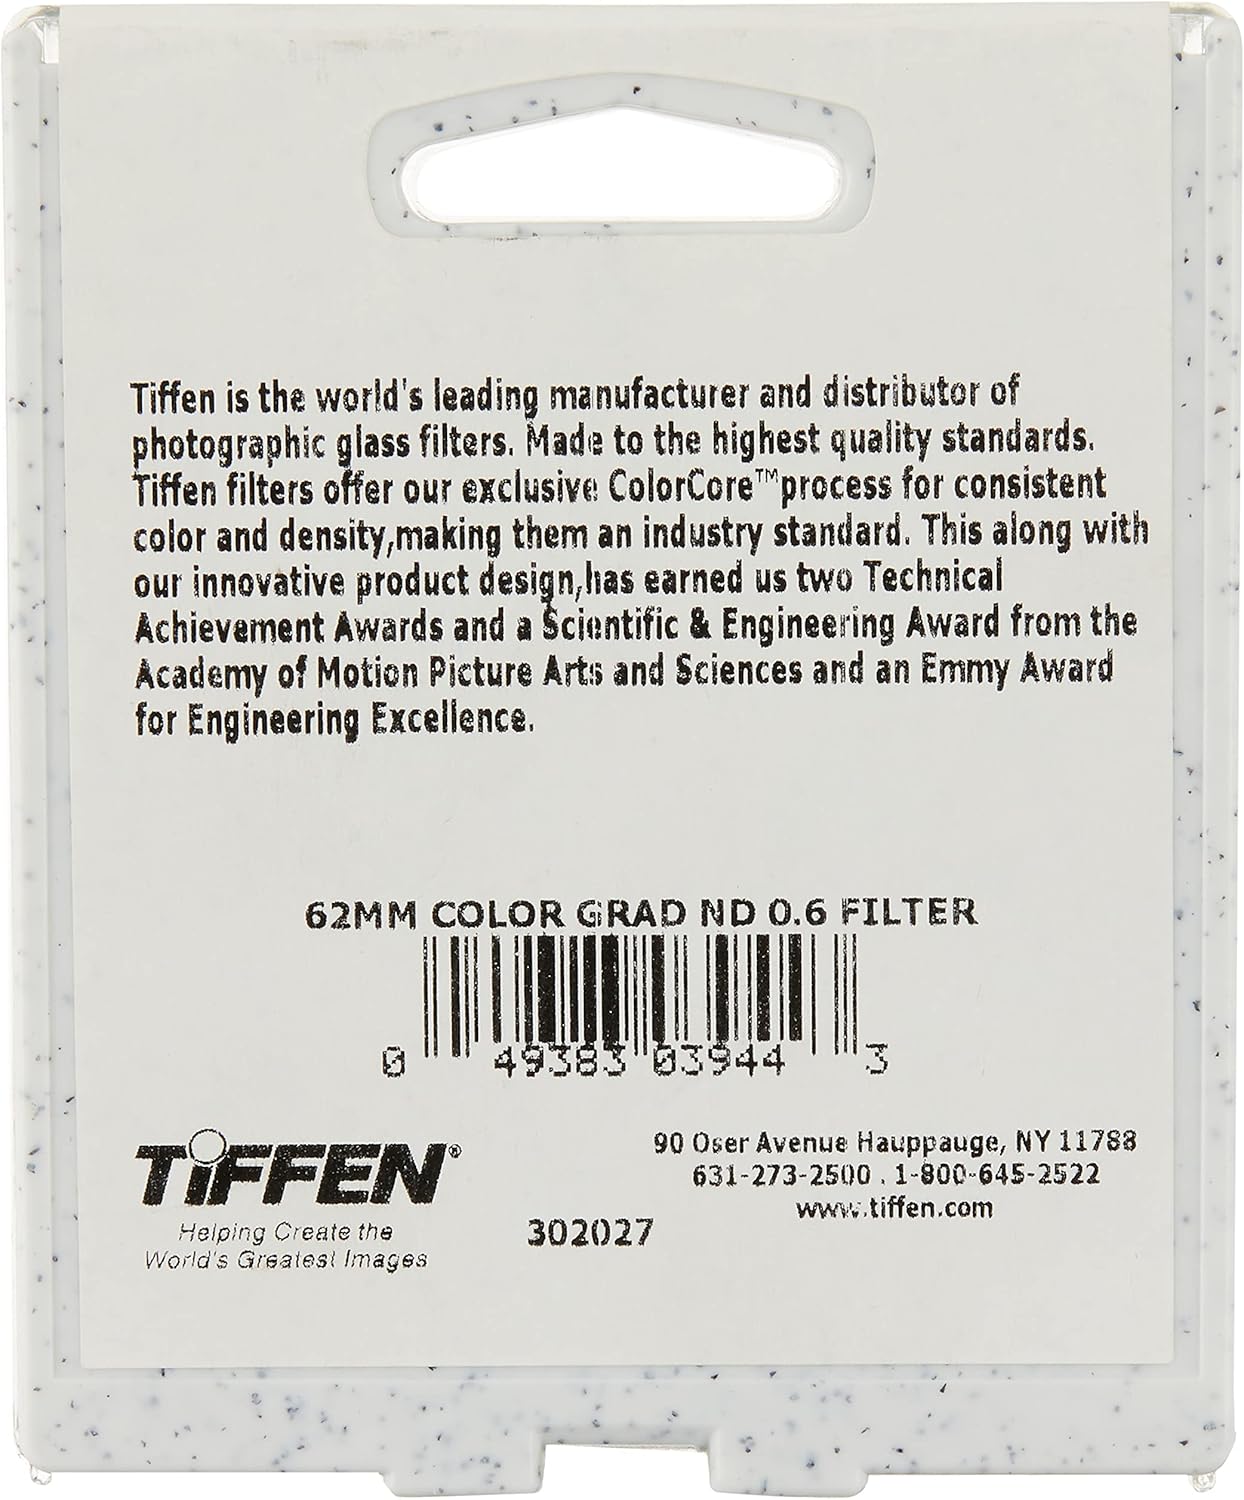 Tiffen is the world's leading manufacturer and distributor of
photographic glass filters. Made to the highest quality standards.
Tiffen filters offer our exclusive ColorCore™process for consistent
color and density,making them an industry standard. This along with
our innovative product design,has earned us two Technical
Achievement Awards and a Scientific & Engineering Award from the
Academy of Motion Picture Arts and Sciences and an Emmy Award
for Engineering Excellence.
62MM COLOR GRAD ND 0.6 FILTER
0 49383 03944 3
TIFFEN®
Helping Create the
World's Greatest Images
302027
90 Oser Avenue Hauppauge, NY 11788
631-273-2500 . 1-800-645-2522
www.tiffen.com